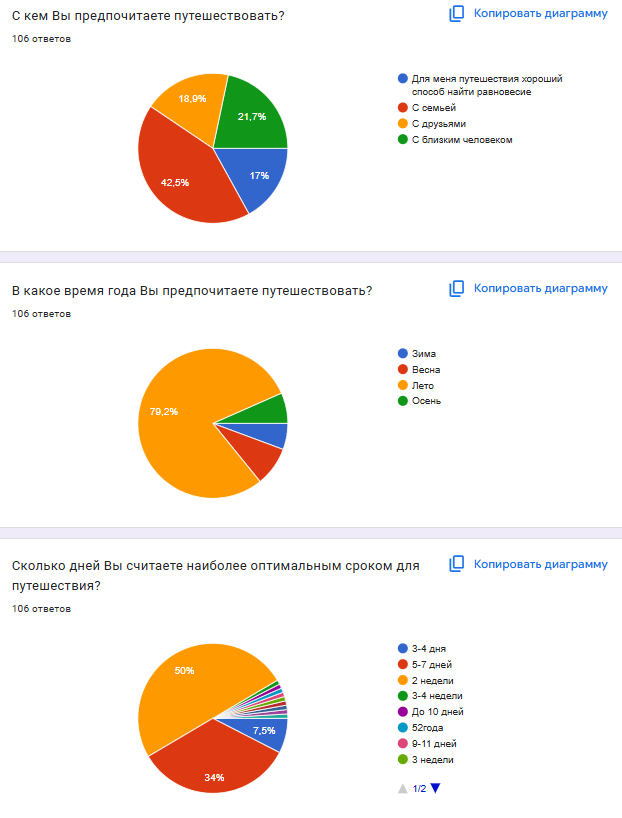 С кем Вы предпочитаете путешествовать?
Копировать диаграмму
106 ответов
18,9%
21,7%
42,5%
17%
Для меня путешествия хороший
способ найти равновесие
С семьей
С друзьями
С близким человеком
В какое время года Вы предпочитаете путешествовать?
Копировать диаграмму
106 ответов
79,2%
Зима
Весна
Лето
Осень
Сколько дней Вы считаете наиболее оптимальным сроком для
путешествия?
Копировать диаграмму
106 ответов
50%
7,5%
34%
3-4 дня
5-7 дней
2 недели
3-4 недели
До 10 дней
52года
9-11 дней
3 недели
1/2